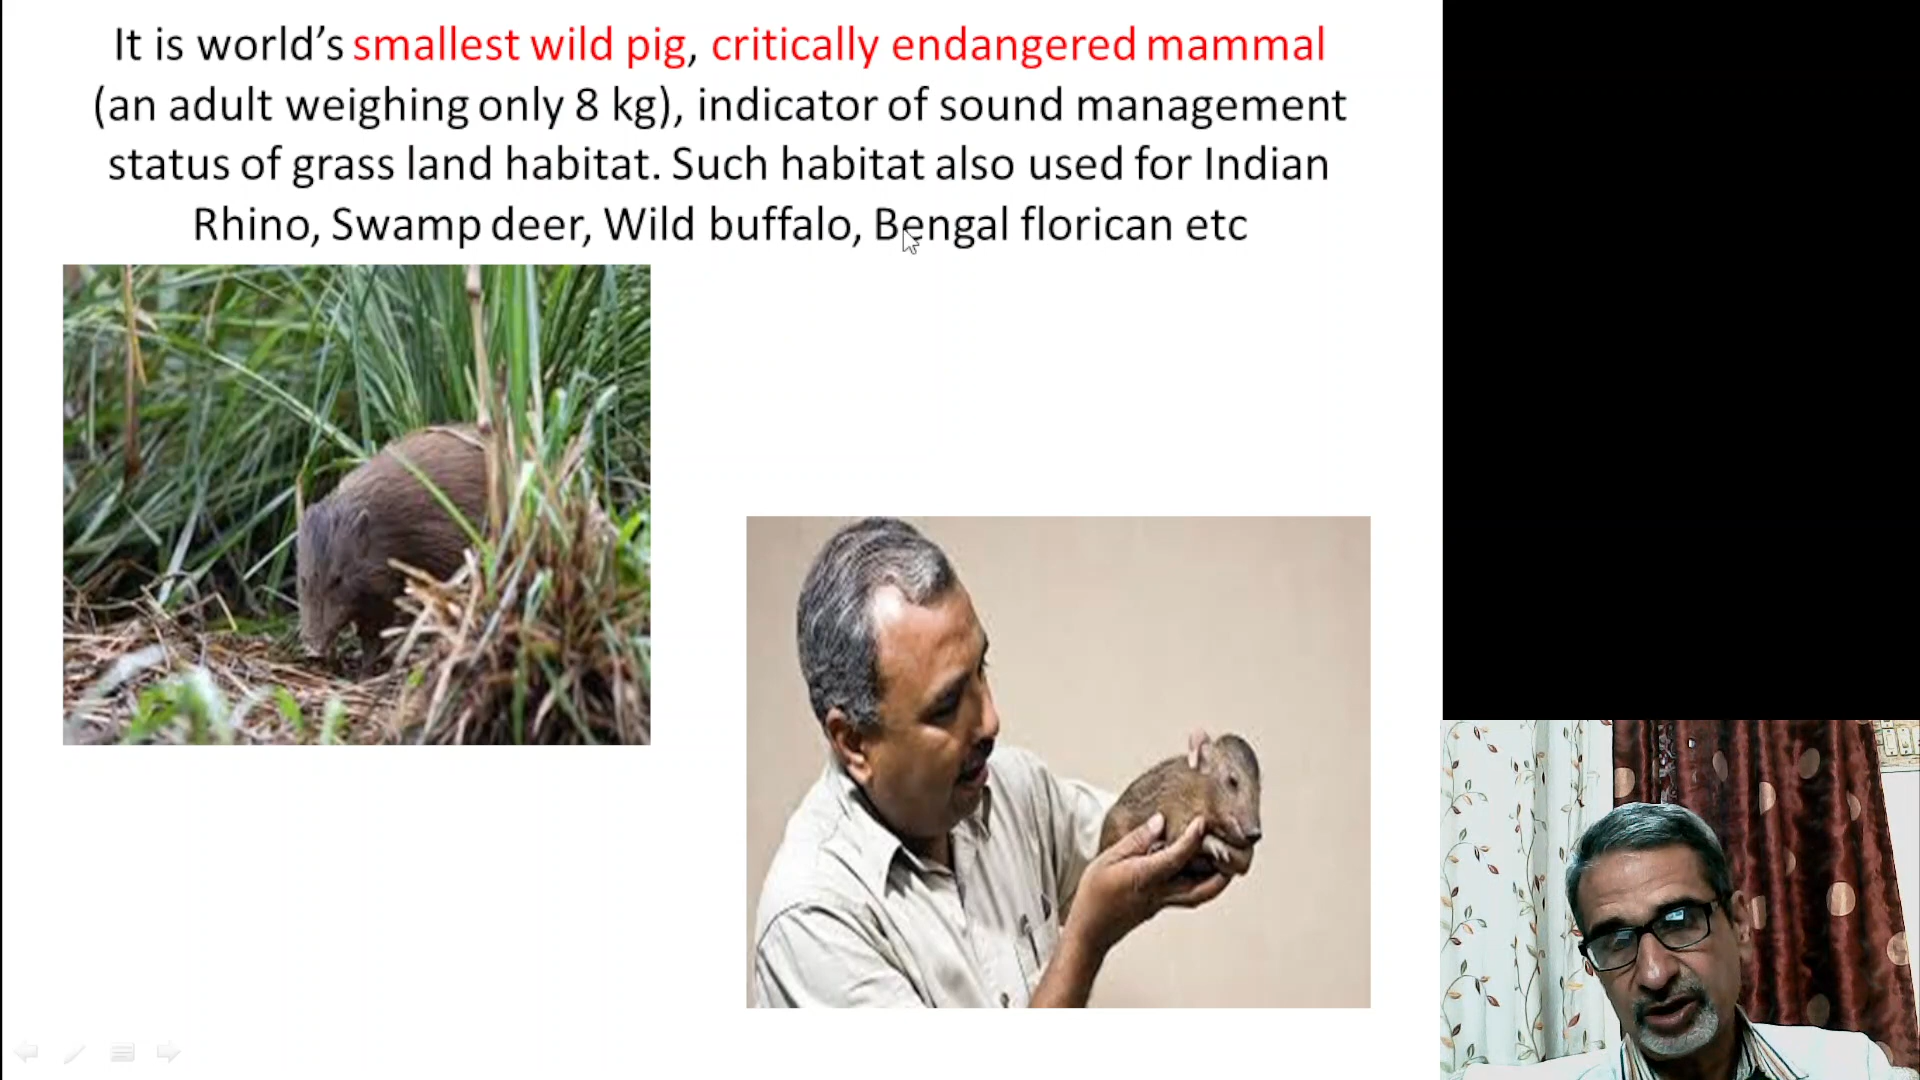 It is world’s smallest wild pig, critically endangered mammal
(an adult weighing only 8 kg), indicator of sound management
status of grass land habitat. Such habitat also used for Indian
Rhino, Swamp deer, Wild buffalo, Bengal florican etc